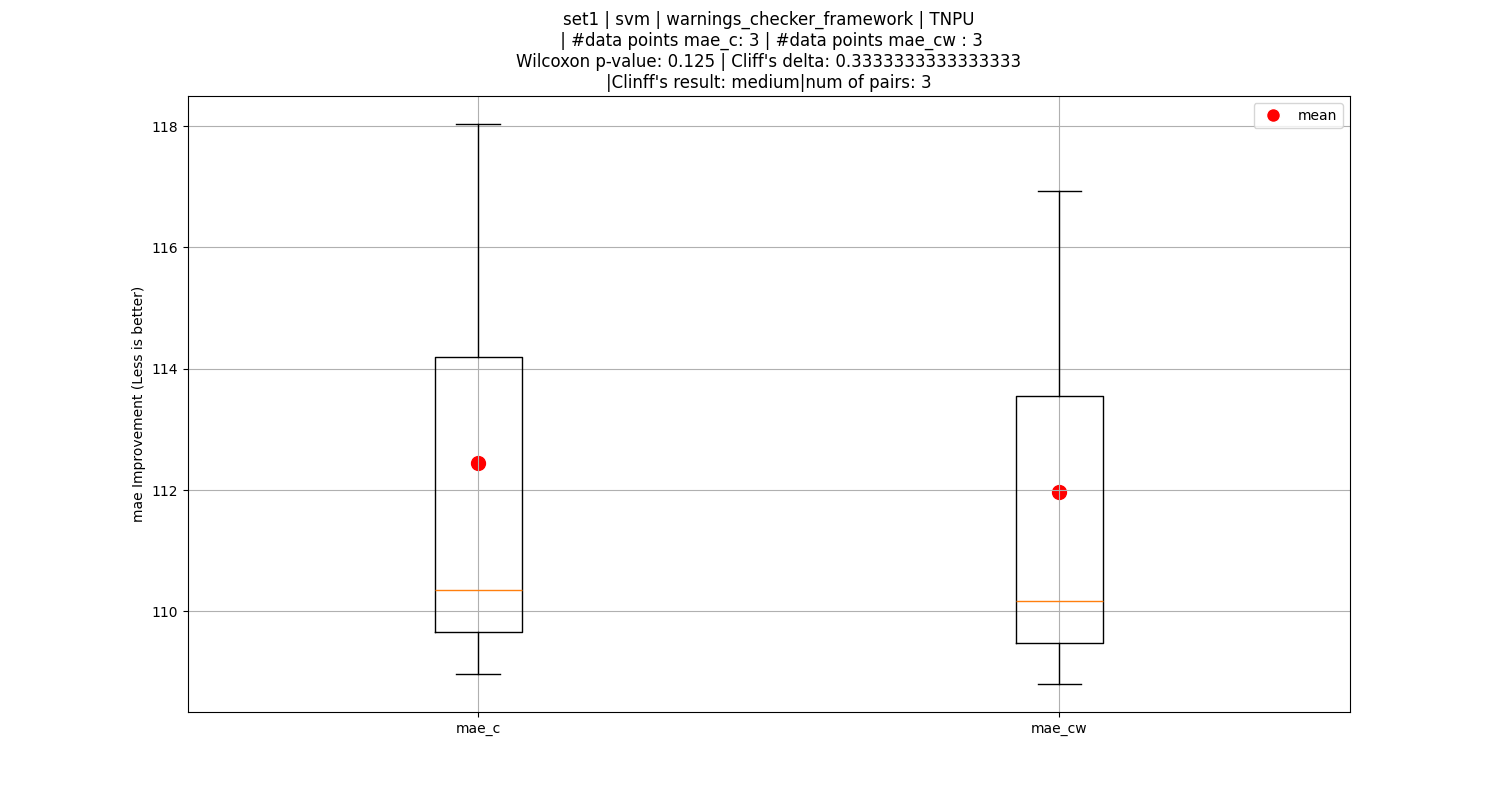 set1 | svm | warnings_checker_framework | TNPU
| #data points mae_c: 3 | #data points mae_cw : 3
Wilcoxon p-value: 0.125 | Cliff's delta: 0.3333333333333333
|Clinff's result: medium|num of pairs: 3
mean
118
116
114
112
110
mae Improvement (Less is better)
mae_c
mae_cw